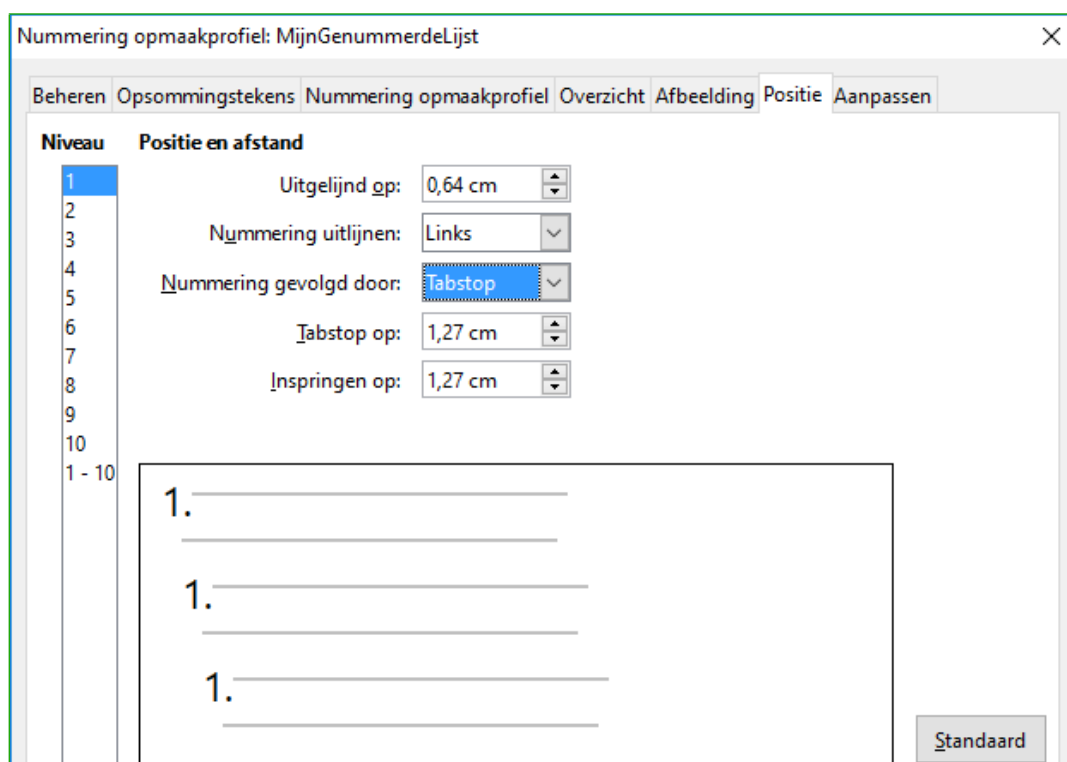 Nummering opmaakprofiel: MijnGenummerdeLijst
Beheren Opsommingstekens Nummering opmaakprofiel Overzicht Afbeelding Positie Aanpassen
Niveau Positie en afstand
1
2
3
4
5
6
7
8
9
10
1 - 10
Uitgelijnd op: 0,64 cm
Nummering uitlijnen: Links
Nummering gevolgd door: Tabstop
Tabstop op: 1,27 cm
Inspringen op: 1,27 cm
1.
1.
1.
Standaard